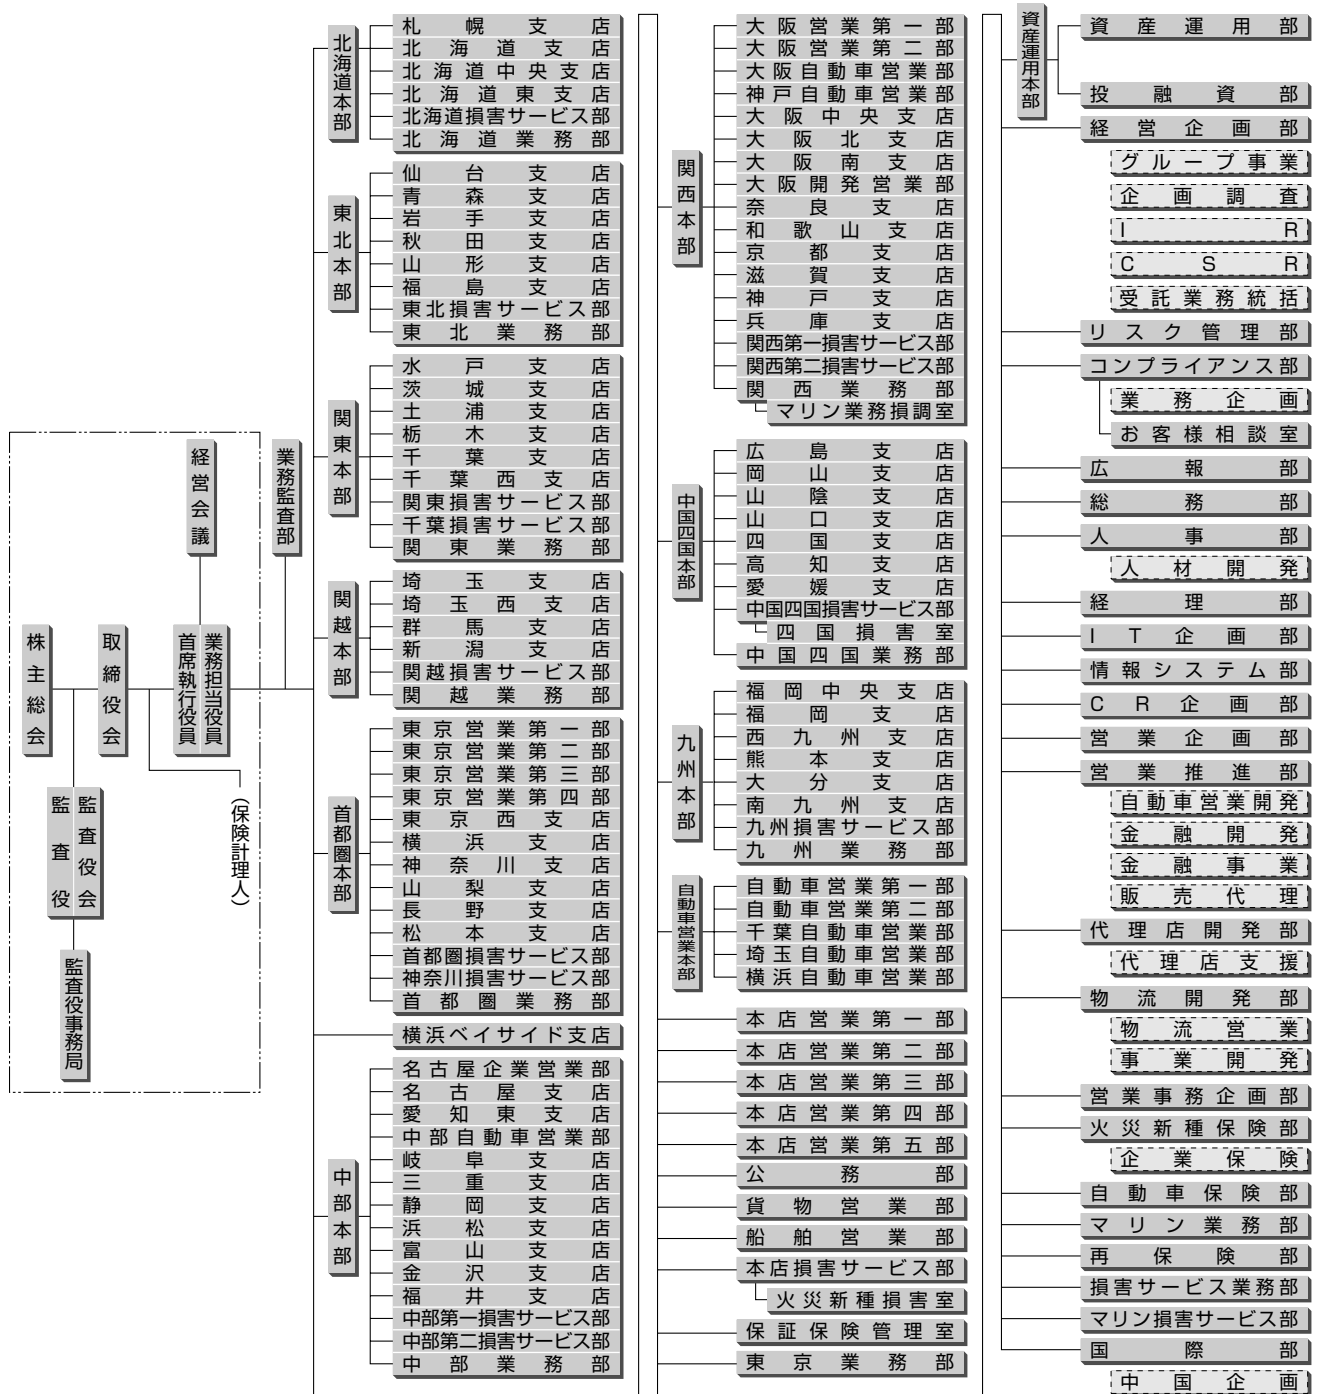 株主総会
取締役会
監査役
監査役会
監査役事務局
(保険計理人)
経営会議
首席執行役員
業務担当役員
業務監査部
北海道本部
札幌支店
北海道支店
北海道中央支店
北海道東支店
北海道損害サービス部
北海道業務部
東北本部
仙台支店
青森支店
岩手支店
秋田支店
山形支店
福島支店
東北損害サービス部
東北業務部
関東本部
水戸支店
茨城支店
土浦支店
栃木支店
千葉支店
千葉西支店
関東損害サービス部
千葉損害サービス部
関東業務部
関越本部
埼玉支店
埼玉西支店
群馬支店
新潟支店
関越損害サービス部
関越業務部
首都圏本部
東京営業第一部
東京営業第二部
東京営業第三部
東京営業第四部
東京西支店
横浜支店
神奈川支店
山梨支店
長野支店
松本支店
首都圏損害サービス部
神奈川損害サービス部
首都圏業務部
横浜ベイサイド支店
中部本部
名古屋企業営業部
名古屋支店
愛知東支店
中部自動車営業部
岐阜支店
三重支店
静岡支店
浜松支店
富山支店
金沢支店
福井支店
中部第一損害サービス部
中部第二損害サービス部
中部業務部
関西本部
大阪営業第一部
大阪営業第二部
大阪自動車営業部
神戸自動車営業部
大阪中央支店
大阪北支店
大阪南支店
大阪開発営業部
奈良支店
和歌山支店
京都支店
滋賀支店
神戸支店
兵庫支店
関西第一損害サービス部
関西第二損害サービス部
関西業務部
マリン業務損調室
中国四国本部
広島支店
岡山支店
山陰支店
山口支店
四国支店
高知支店
愛媛支店
中国四国損害サービス部
四国損害室
中国四国業務部
九州本部
福岡中央支店
福岡支店
西九州支店
熊本支店
大分支店
南九州支店
九州損害サービス部
九州業務部
自動車営業本部
自動車営業第一部
自動車営業第二部
千葉自動車営業部
埼玉自動車営業部
横浜自動車営業部
本店営業第一部
本店営業第二部
本店営業第三部
本店営業第四部
本店営業第五部
公務部
貨物営業部
船舶営業部
本店損害サービス部
火災新種損害室
保証保険管理室
東京業務部
資産運用本部
資産運用部
投融資部
経営企画部
グループ事業
企画調査
IR
CSR
受託業務統括
リスク管理部
コンプライアンス部
業務企画
お客様相談室
広報部
総務部
人事部
人材開発
経理部
IT企画部
情報システム部
CR企画部
営業企画部
営業推進部
自動車営業開発
金融開発
金融事業
販売代理
代理店開発部
代理店支援
物流開発部
物流営業
事業開発
営業事務企画部
火災新種保険部
企業保険
自動車保険部
マリン業務部
再保険部
損害サービス業務部
マリン損害サービス部
国際部
中国企画